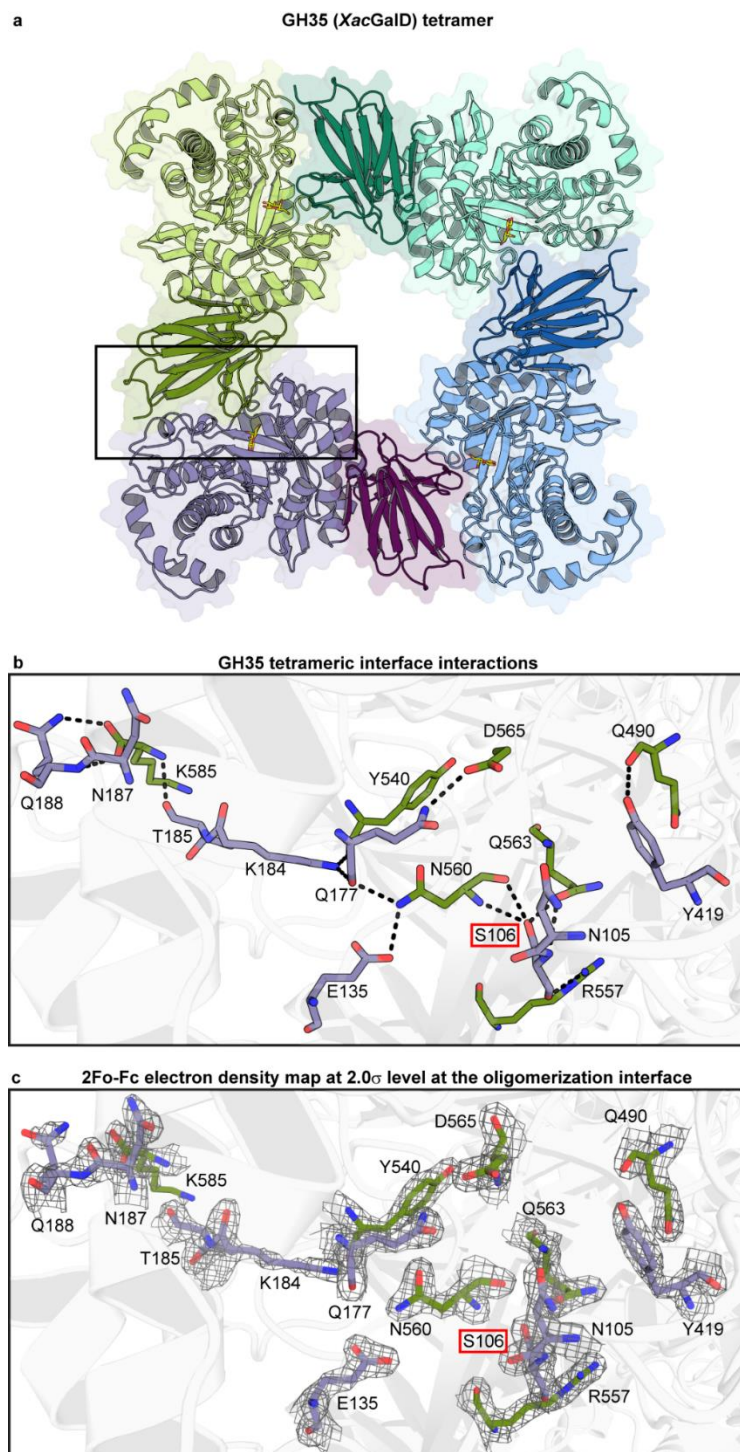 a
GH35 (XacGalD) tetramer
b
GH35 tetrameric interface interactions
D565
Q490
Y540
K585
Q188
N187
T185
Q563
N560
K184
Q177
Y419
S106
N105
E135
R557
c
2Fo-Fc electron density map at 2.0σ level at the oligomerization interface
D565
Q490
Y540
K585
Q563
Q188
N187
T185
K184
Q177
N560
N105
Y419
S106
E135
R557